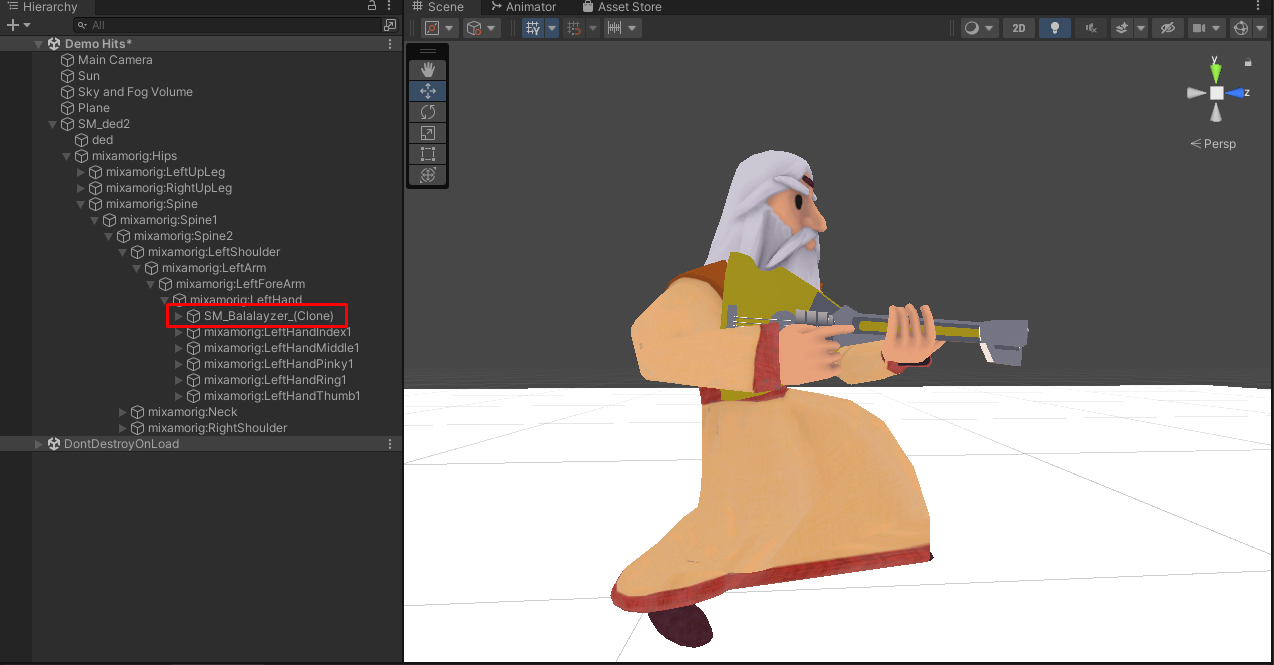 Hierarchy
Scene
Animator
Asset Store
All
2D
Demo Hits*
Main Camera
Sun
Sky and Fog Volume
Plane
SM_ded2
ded
mixamorig:Hips
mixamorig:LeftUpLeg
mixamorig:RightUpLeg
mixamorig:Spine
mixamorig:Spine1
mixamorig:Spine2
mixamorig:LeftShoulder
mixamorig:LeftArm
mixamorig:LeftForeArm
mixamorig:LeftHand
SM_Balalayzer_(Clone)
mixamorig:LeftHandIndex1
mixamorig:LeftHandMiddle1
mixamorig:LeftHandPinky1
mixamorig:LeftHandRing1
mixamorig:LeftHandThumb1
mixamorig:Neck
mixamorig:RightShoulder
DontDestroyOnLoad
y
z
Persp